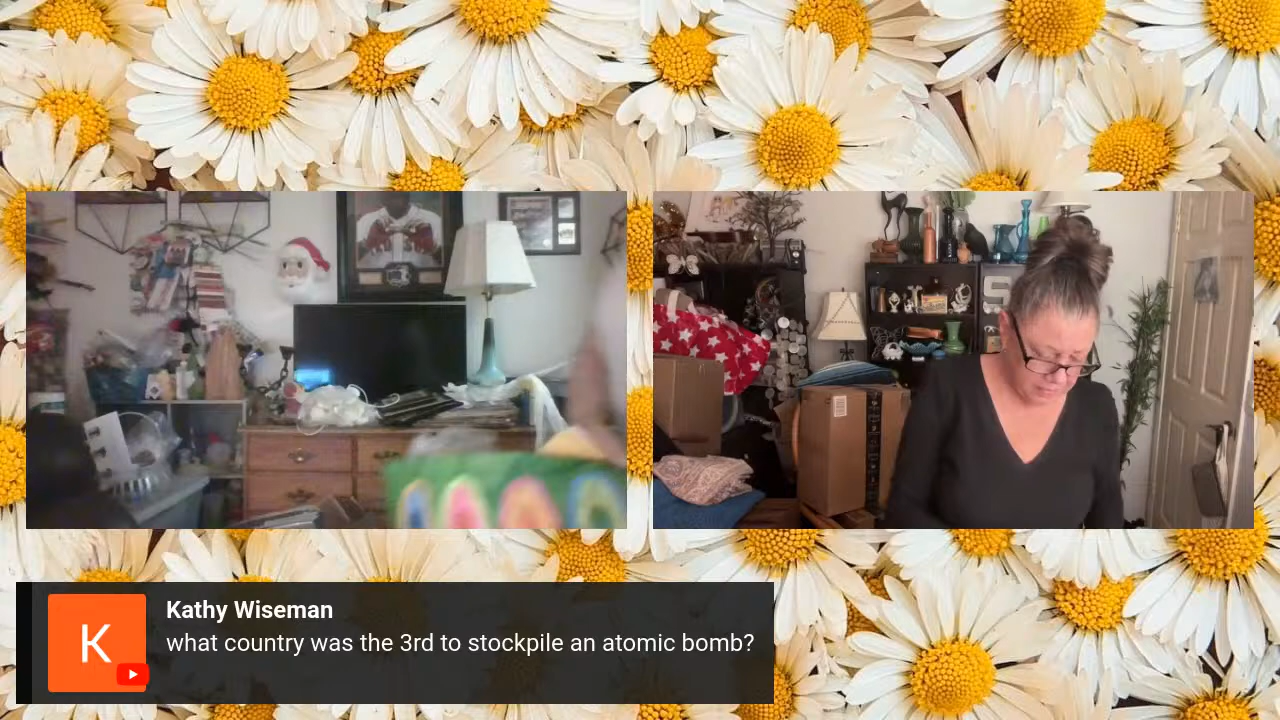 S
K
Kathy Wiseman
what country was the 3rd to stockpile an atomic bomb?